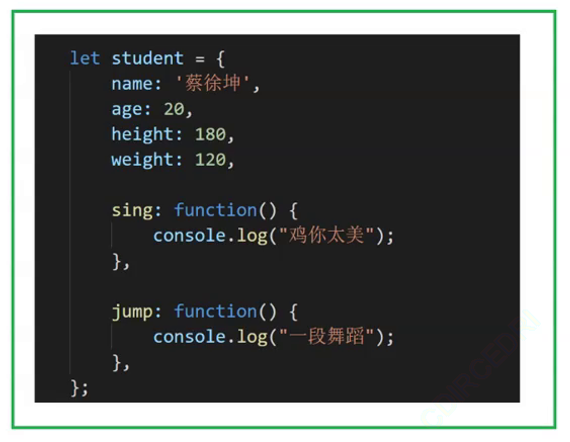 let student = {
name: '蔡徐坤',
age: 20,
height: 180,
weight: 120,
sing: function() {
console.log("鸡你太美");
},
jump: function() {
console.log("一段舞蹈");
},
};